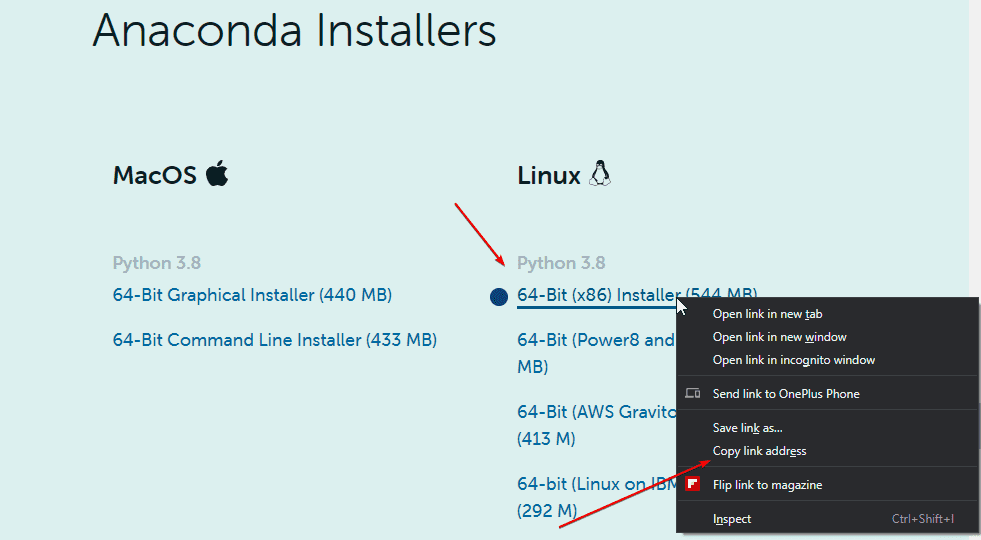 Anaconda Installers
MacOS
Python 3.8
64-Bit Graphical Installer (440 MB)
64-Bit Command Line Installer (433 MB)
Linux
Python 3.8
64-Bit (x86) Installer (544 MB)
64-Bit (Power8 and
MB)
64-Bit (AWS Gravito
(413 M)
64-bit (Linux on IBM
(292 M)
Open link in new tab
Open link in new window
Open link in incognito window
Send link to OnePlus Phone
Save link as...
Copy link address
Flip link to magazine
Inspect Ctrl+Shift+I